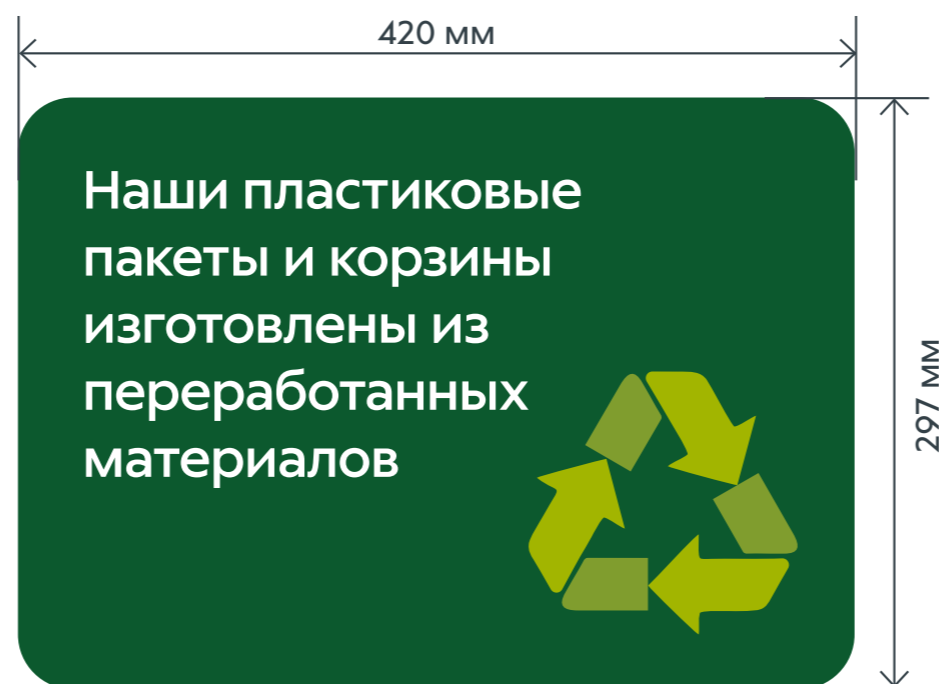 420 мм
Наши пластиковые
пакеты и корзины
изготовлены из
переработанных
материалов
297 мм